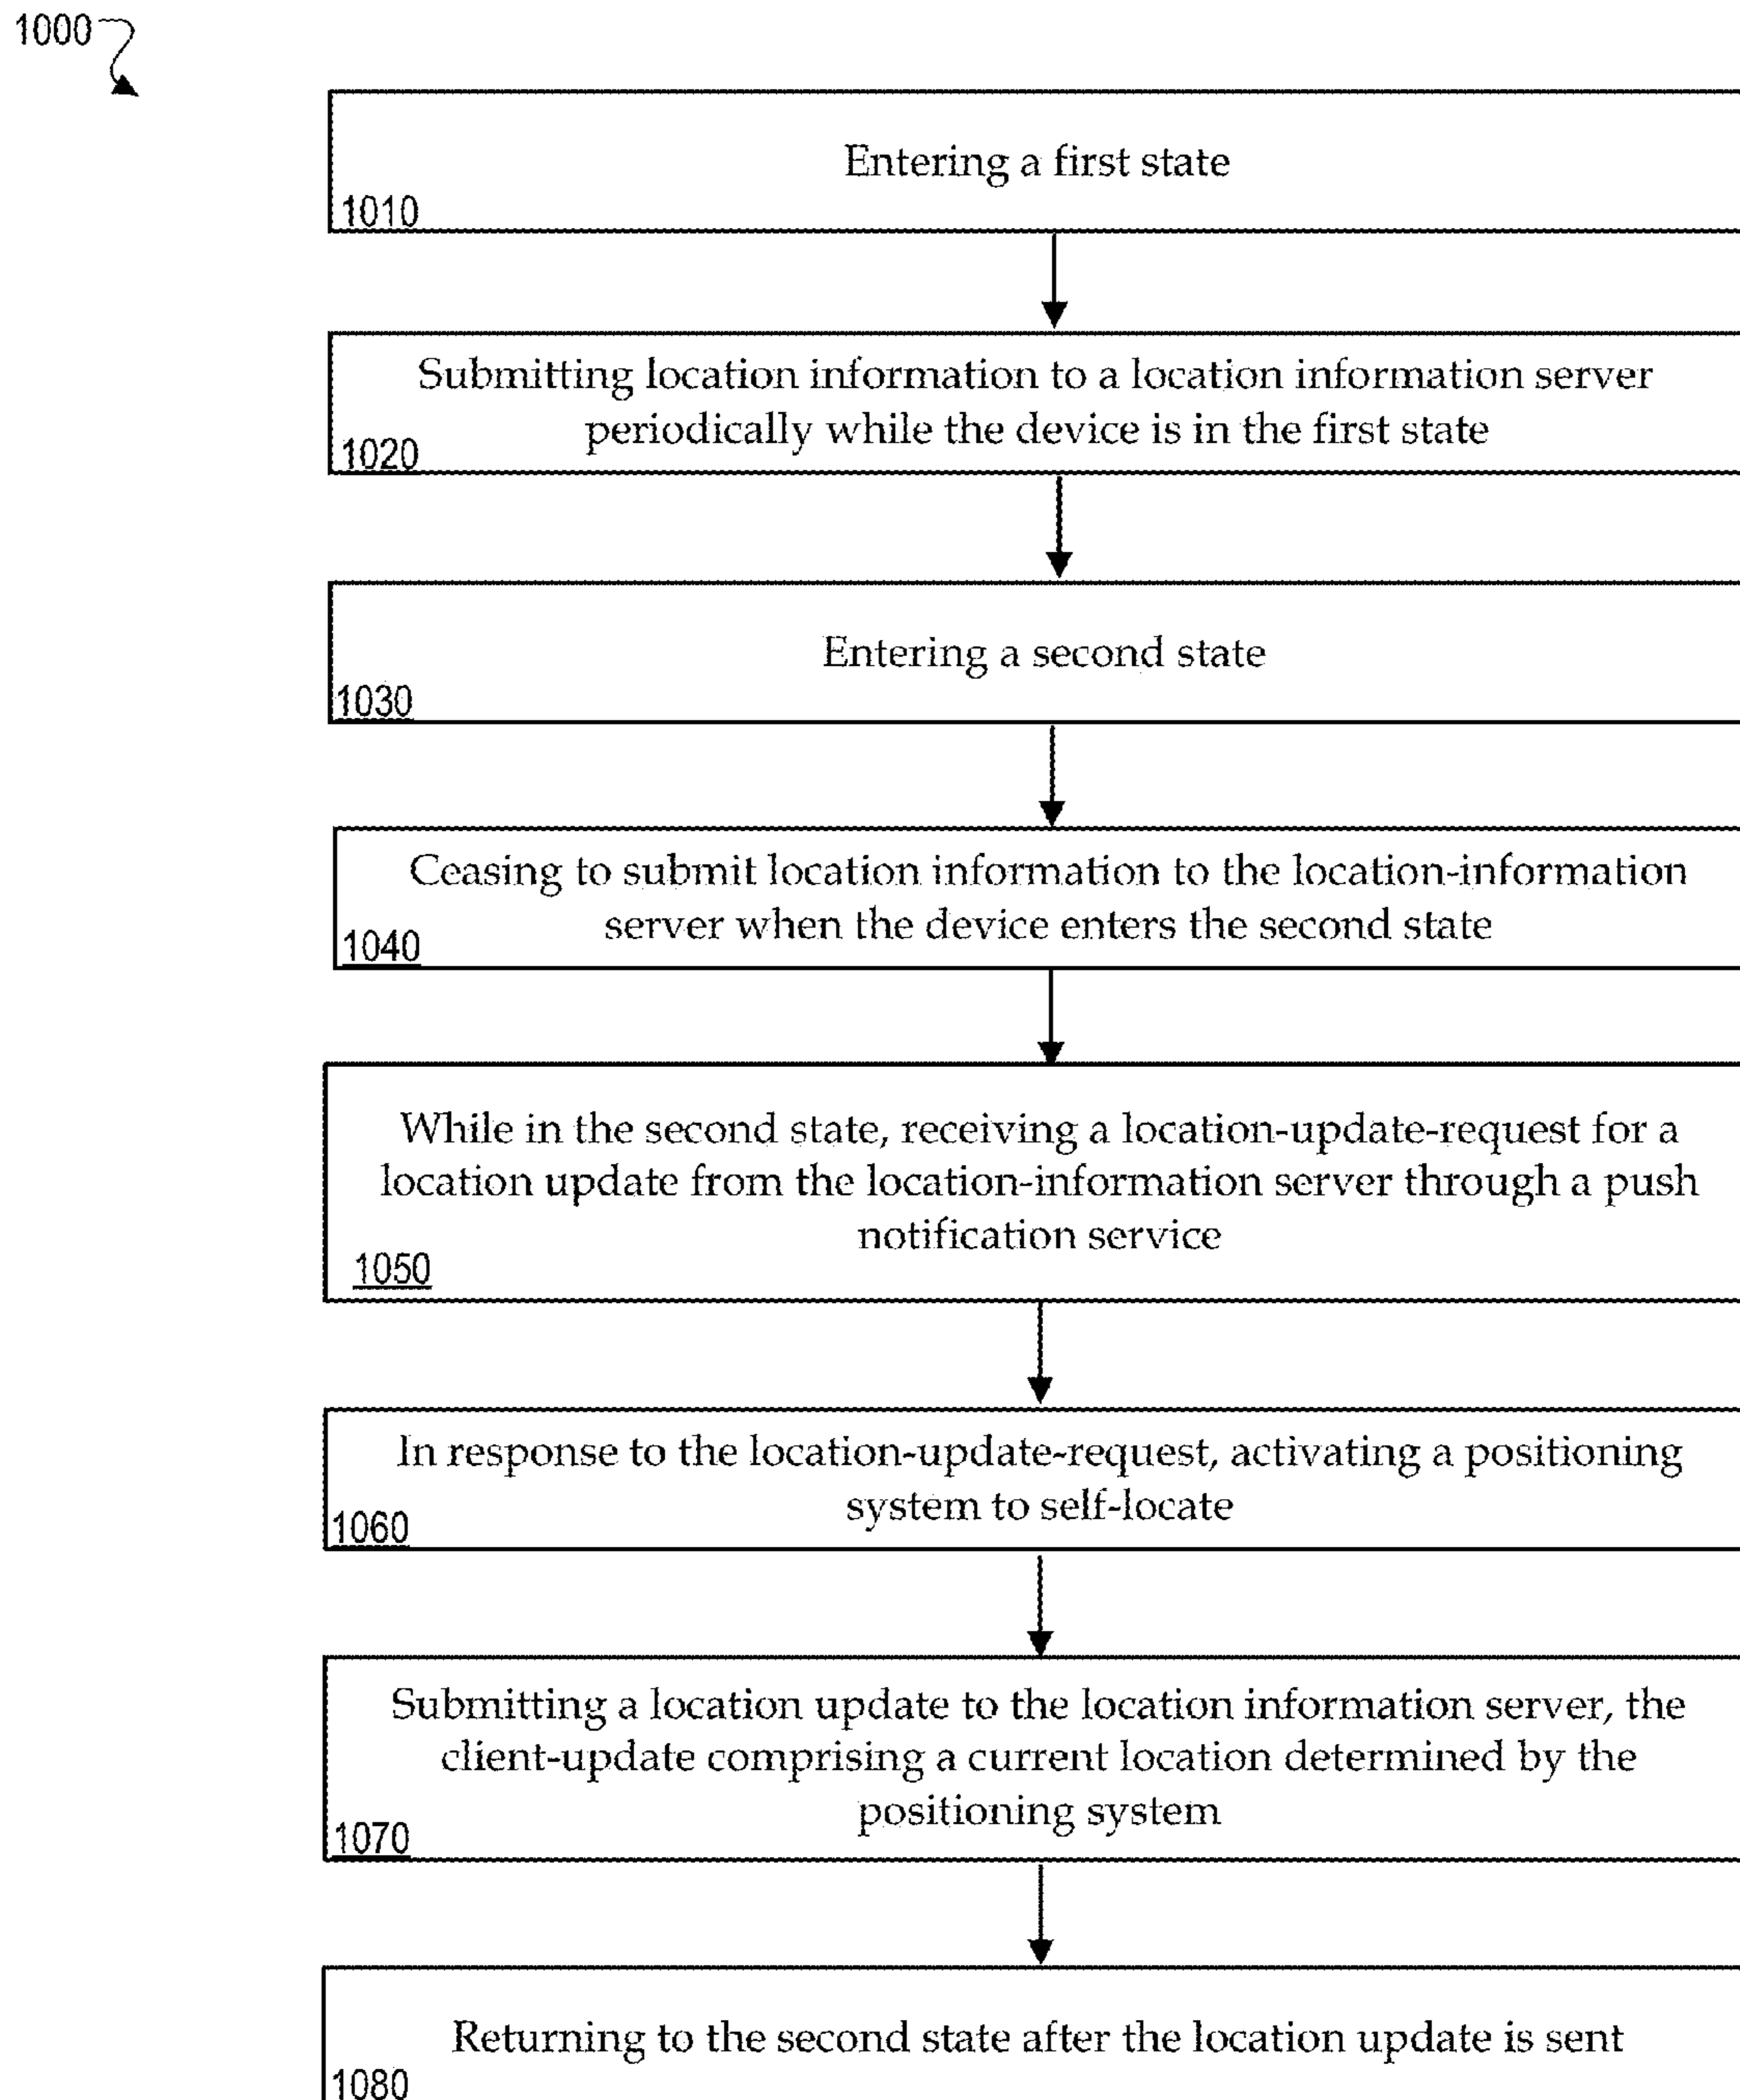 1000
Entering a first state
1010
Submitting location information to a location information server
periodically while the device is in the first state
1020
Entering a second state
1030
Ceasing to submit location information to the location-information
server when the device enters the second state
1040
While in the second state, receiving a location-update-request for a
location update from the location-information server through a push
notification service
1050
In response to the location-update-request, activating a positioning
system to self-locate
1060
Submitting a location update to the location information server, the
client-update comprising a current location determined by the
positioning system
1070
Returning to the second state after the location update is sent
1080